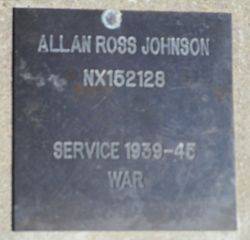 ALLAN ROSS JOHNSON
NX152128
SERVICE 1939-45
WAR